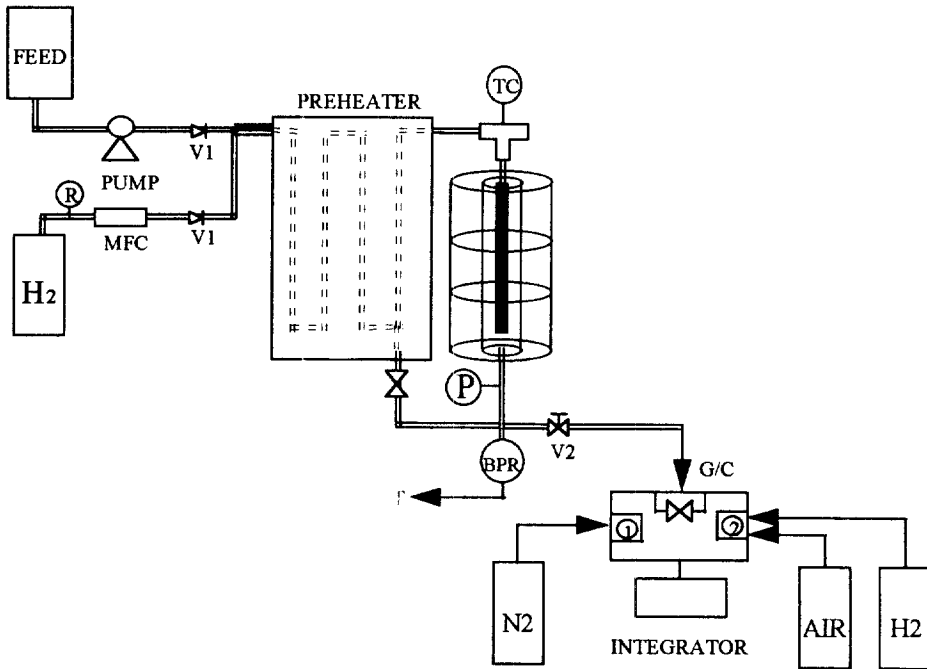 FEED
TC
PREHEATER
V1
PUMP
R
MFC
V1
H2
P
V2
BPR
G/C
1
2
N2
AIR
H2
INTEGRATOR